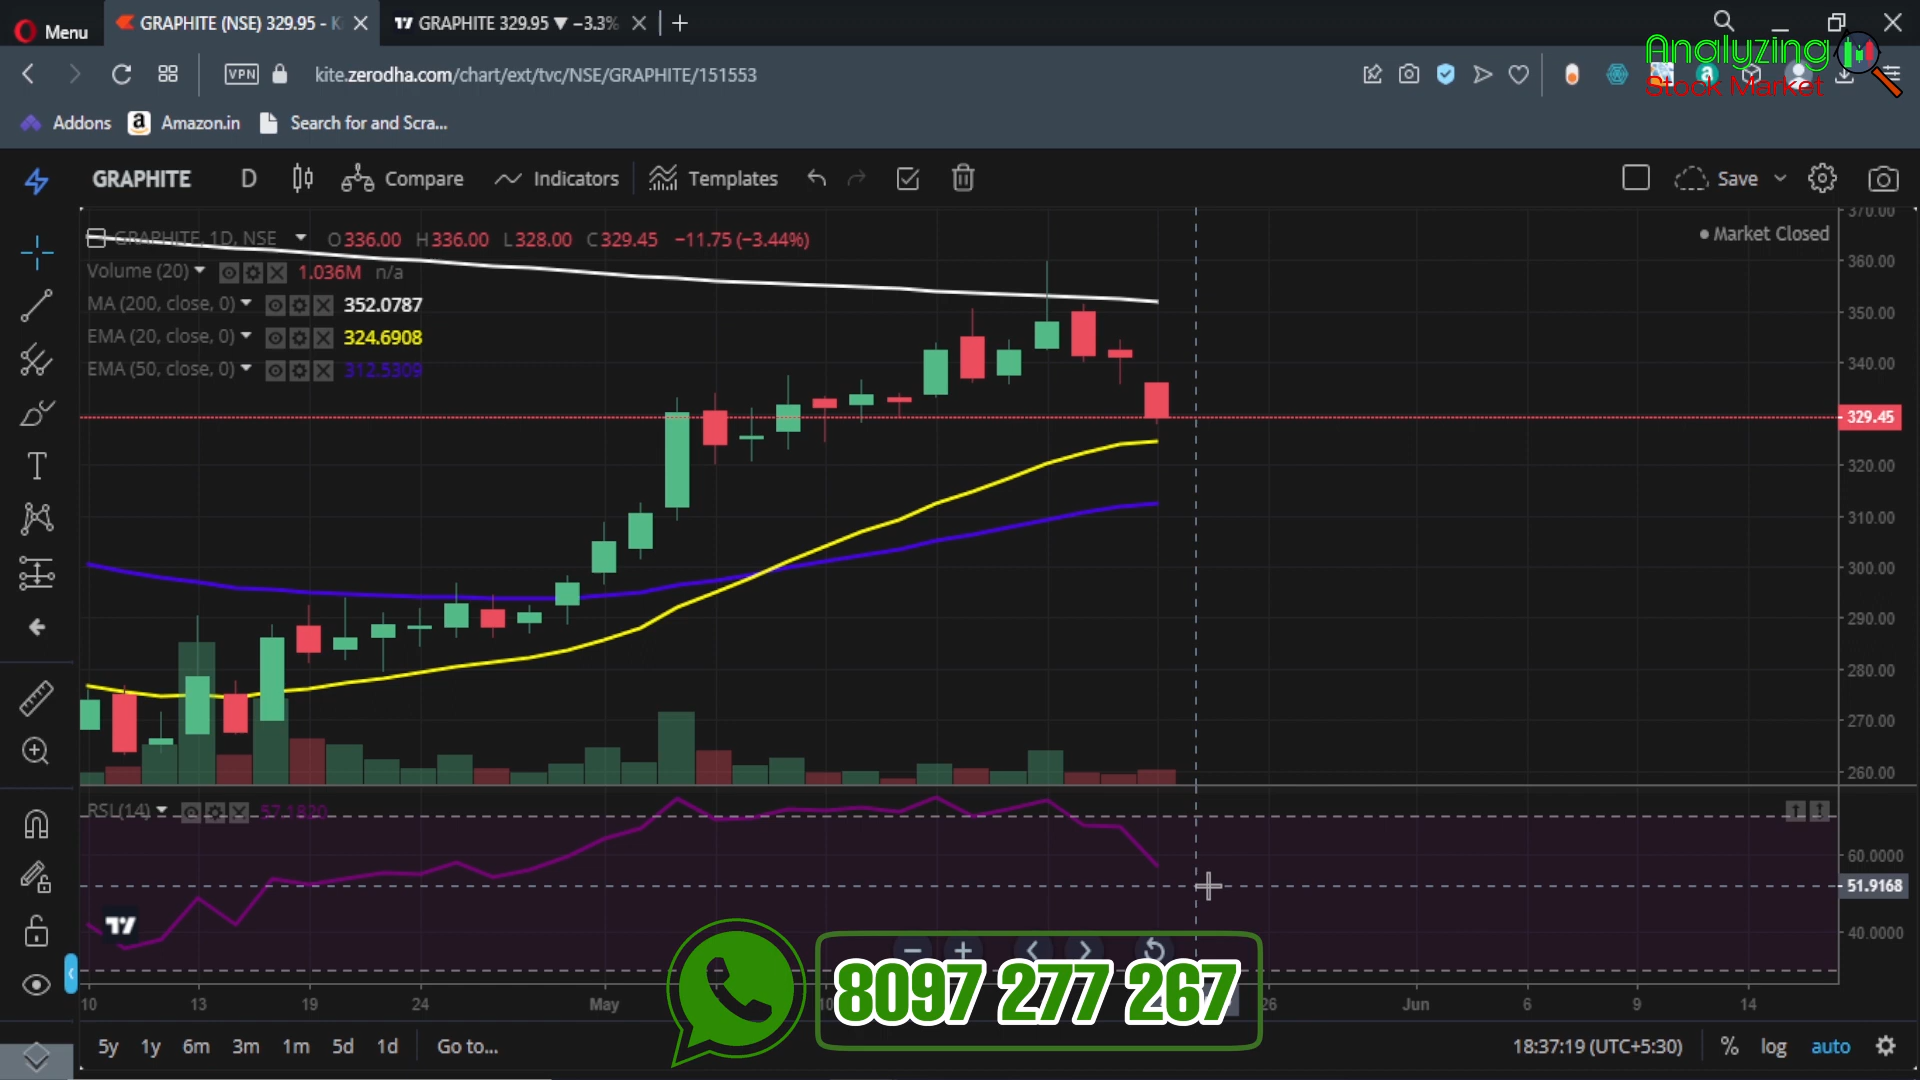 Menu
GRAPHITE (NSE) 329.95 - K
GRAPHITE 329.95 ▼ −3.3%
Analyzing
Stock Market
VPN
kite.zerodha.com/chart/ext/tvc/NSE/GRAPHITE/151553
Addons
Amazon.in
Search for and Scra...
GRAPHITE D Compare Indicators Templates Save
GRAPHITE, 1D, NSE O336.00 H336.00 L328.00 C329.45 −11.75 (−3.44%)
Market Closed
Volume (20) 1.036M n/a
MA (200, close, 0) 352.0787
EMA (20, close, 0) 324.6908
EMA (50, close, 0) 312.5309
370.00
360.00
350.00
340.00
329.45
320.00
310.00
300.00
290.00
280.00
270.00
260.00
RSI (14) 57.1820
60.0000
51.9168
40.0000
10 13 19 24 May 26 Jun 6 9 14
8097 277 267
5y 1y 6m 3m 1m 5d 1d Go to...
18:37:19 (UTC+5:30) % log auto